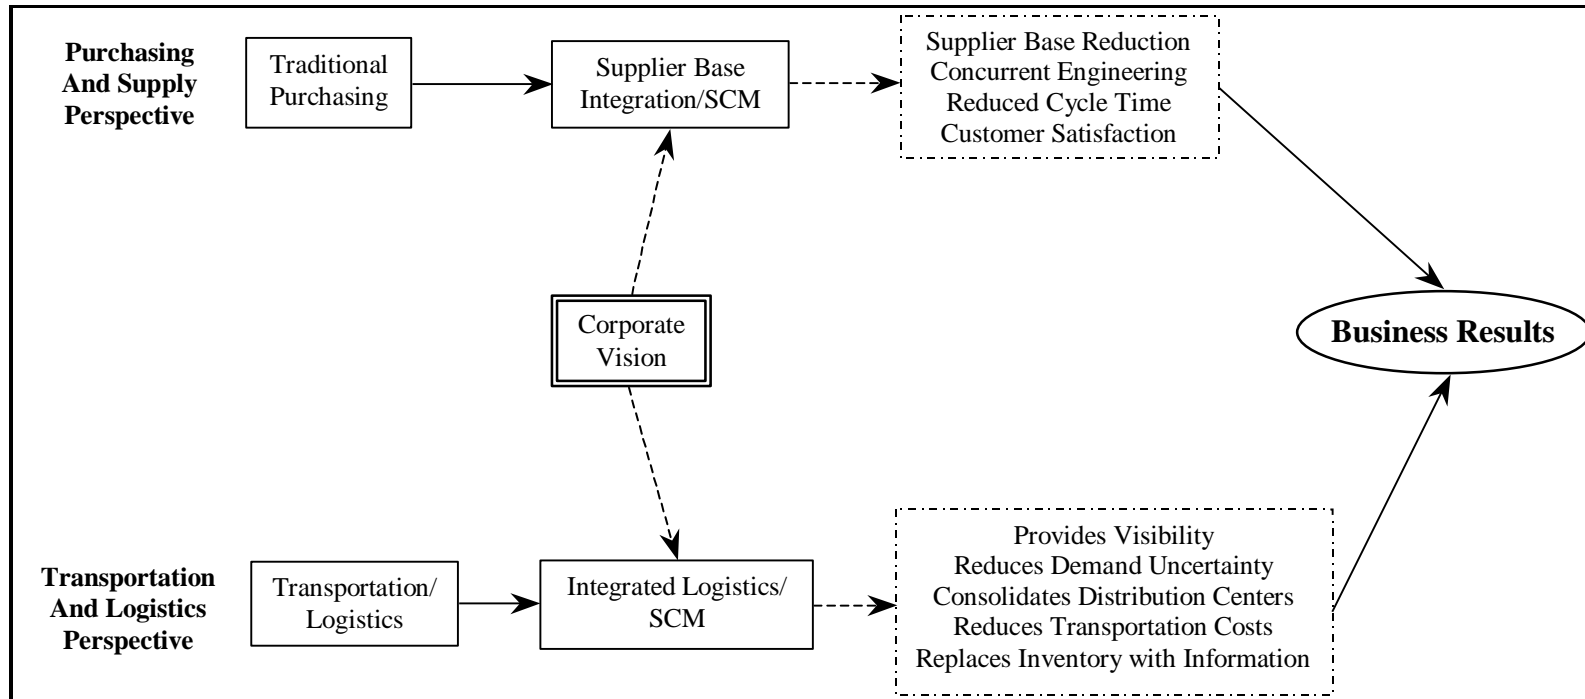 Purchasing
And Supply
Perspective
Traditional
Purchasing
Supplier Base
Integration/SCM
Supplier Base Reduction
Concurrent Engineering
Reduced Cycle Time
Customer Satisfaction
Corporate
Vision
Business Results
Transportation
And Logistics
Perspective
Transportation/
Logistics
Integrated Logistics/
SCM
Provides Visibility
Reduces Demand Uncertainty
Consolidates Distribution Centers
Reduces Transportation Costs
Replaces Inventory with Information